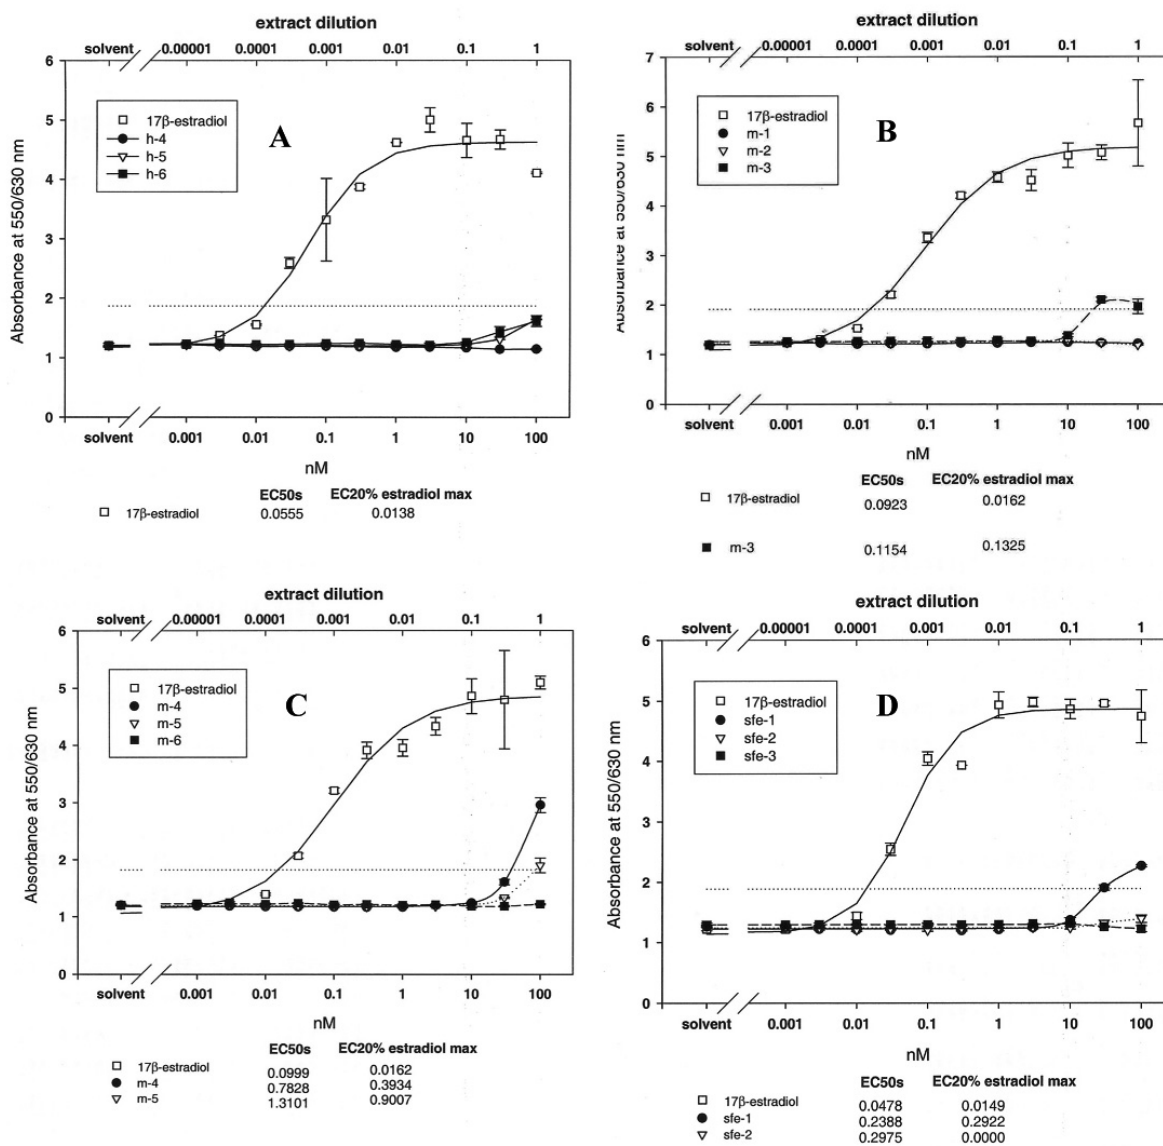 extract dilution
solvent 0.00001 0.0001 0.001 0.01 0.1 1
6
5
4
3
2
1
0
Absorbance at 550/630 nm
17β-estradiol
h-4
h-5
h-6
A
solvent 0.001 0.01 0.1 1 10 100
nM
EC50s EC20% estradiol max
17β-estradiol 0.0555 0.0138
extract dilution
solvent 0.00001 0.0001 0.001 0.01 0.1 1
7
6
5
4
3
2
1
0
Absorbance at 550/630 nm
17β-estradiol
m-1
m-2
m-3
B
solvent 0.001 0.01 0.1 1 10 100
nM
EC50s EC20% estradiol max
17β-estradiol 0.0923 0.0162
m-3 0.1154 0.1325
extract dilution
solvent 0.00001 0.0001 0.001 0.01 0.1 1
6
5
4
3
2
1
0
Absorbance at 550/630 nm
17β-estradiol
m-4
m-5
m-6
C
solvent 0.001 0.01 0.1 1 10 100
nM
EC50s EC20% estradiol max
17β-estradiol 0.0999 0.0162
m-4 0.7828 0.3934
m-5 1.3101 0.9007
extract dilution
solvent 0.00001 0.0001 0.001 0.01 0.1 1
6
5
4
3
2
1
0
Absorbance at 550/630 nm
17β-estradiol
sfe-1
sfe-2
sfe-3
D
solvent 0.001 0.01 0.1 1 10 100
nM
EC50s EC20% estradiol max
17β-estradiol 0.0478 0.0149
sfe-1 0.2388 0.2922
sfe-2 0.2975 0.0000